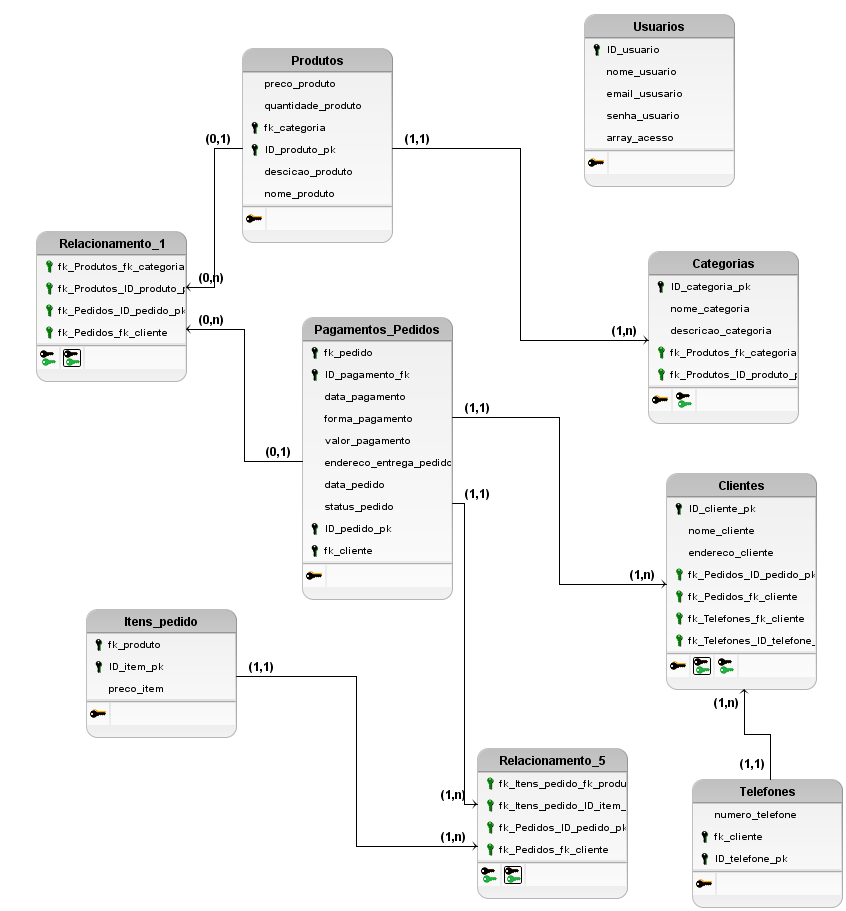 Usuarios
ID_usuario
nome_usuario
email_ususario
senha_usuario
array_acesso
Produtos
preco_produto
quantidade_produto
fk_categoria
ID_produto_pk
descicao_produto
nome_produto
(0,1)
(1,1)
Relacionamento_1
fk_Produtos_fk_categoria
fk_Produtos_ID_produto_p
fk_Pedidos_ID_pedido_pk
fk_Pedidos_fk_cliente
(0,n)
(0,n)
Categorias
ID_categoria_pk
nome_categoria
descricao_categoria
fk_Produtos_fk_categoria
fk_Produtos_ID_produto_p
(1,n)
Pagamentos_Pedidos
fk_pedido
ID_pagamento_fk
data_pagamento
forma_pagamento
valor_pagamento
endereco_entrega_pedido
data_pedido
status_pedido
ID_pedido_pk
fk_cliente
(1,1)
(0,1)
(1,1)
Clientes
ID_cliente_pk
nome_cliente
endereco_cliente
fk_Pedidos_ID_pedido_pk
fk_Pedidos_fk_cliente
fk_Telefones_fk_cliente
fk_Telefones_ID_telefone_
(1,n)
Itens_pedido
fk_produto
ID_item_pk
preco_item
(1,1)
(1,n)
(1,1)
Relacionamento_5
fk_Itens_pedido_fk_produ
fk_Itens_pedido_ID_item_
fk_Pedidos_ID_pedido_pk
fk_Pedidos_fk_cliente
(1,n)
(1,n)
Telefones
numero_telefone
fk_cliente
ID_telefone_pk